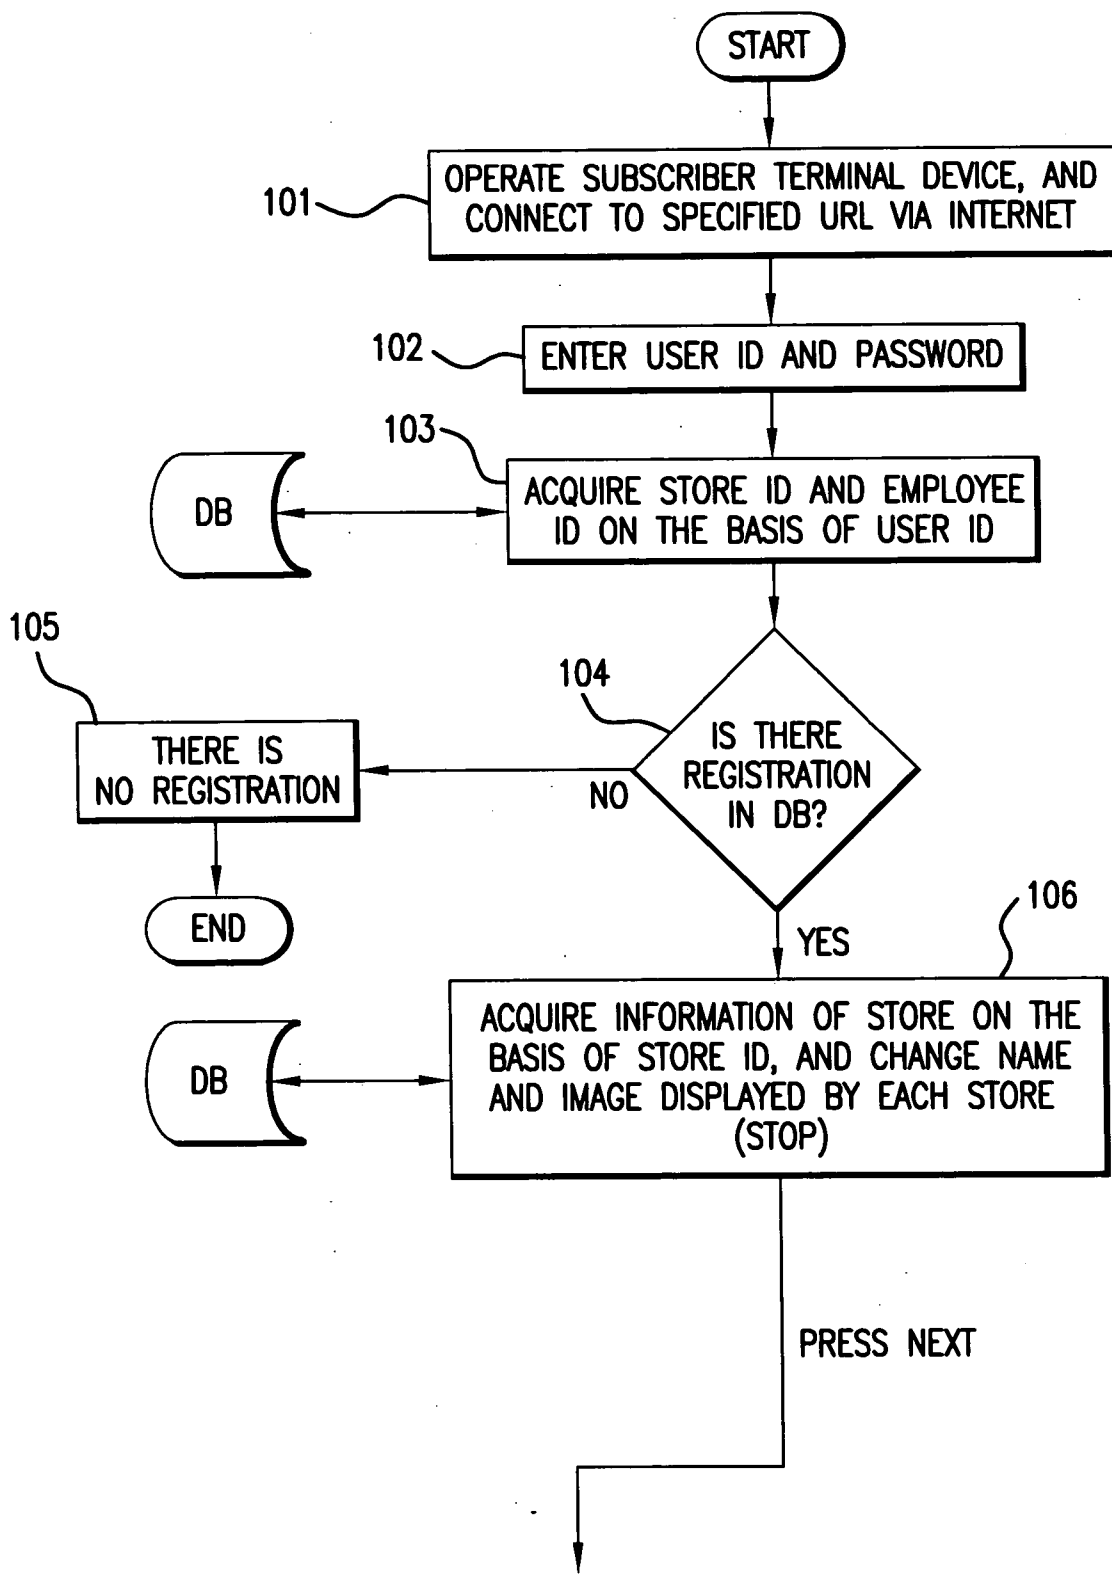 START
101
OPERATE SUBSCRIBER TERMINAL DEVICE, AND
CONNECT TO SPECIFIED URL VIA INTERNET
102
ENTER USER ID AND PASSWORD
103
DB
ACQUIRE STORE ID AND EMPLOYEE
ID ON THE BASIS OF USER ID
105
104
THERE IS
NO REGISTRATION
IS THERE
REGISTRATION
IN DB?
NO
END
YES
106
DB
ACQUIRE INFORMATION OF STORE ON THE
BASIS OF STORE ID, AND CHANGE NAME
AND IMAGE DISPLAYED BY EACH STORE
(STOP)
PRESS NEXT